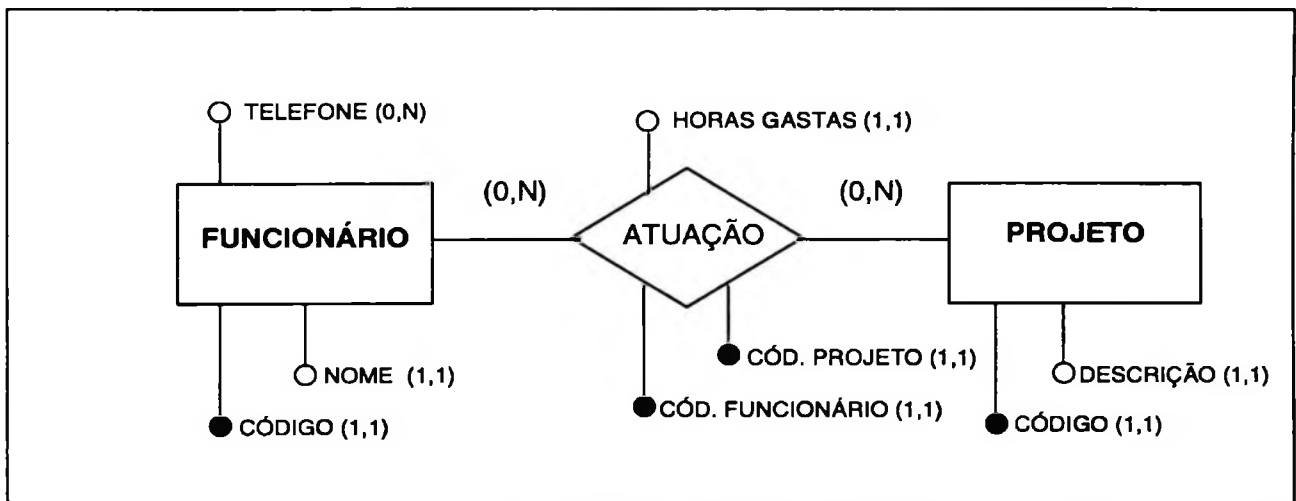 TELEFONE (0,N)
HORAS GASTAS (1,1)
(0,N)
(0,N)
FUNCIONÁRIO
ATUAÇÃO
PROJETO
CÓD. PROJETO (1,1)
NOME (1,1)
DESCRIÇÃO (1,1)
CÓD. FUNCIONÁRIO (1,1)
CÓDIGO (1,1)
CÓDIGO (1,1)